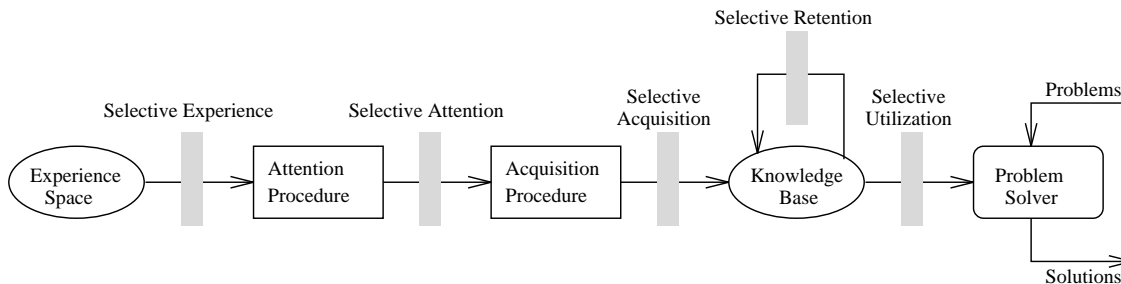 Selective Retention
Problems
Selective Experience
Selective Attention
Selective
Acquisition
Selective
Utilization
Experience
Space
Attention
Procedure
Acquisition
Procedure
Knowledge
Base
Problem
Solver
Solutions